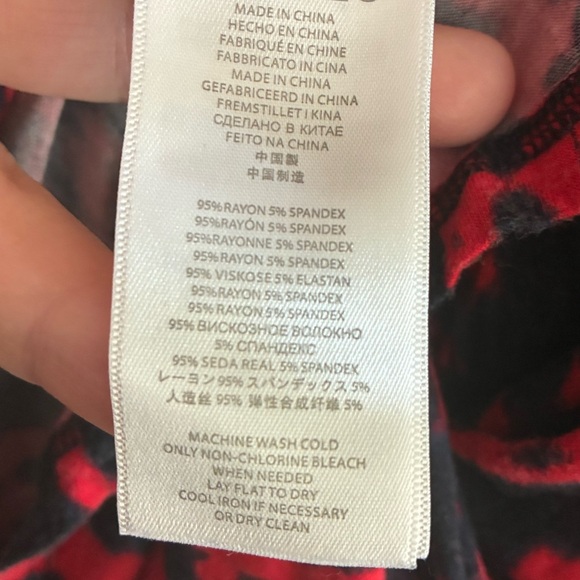 MADE IN CHINA
HECHO EN CHINA
FABRIQUÉ EN CHINE
FABBRICATO IN CINA
MADE IN CHINA
GEFABRICEERD IN CHINA
FREMSTILLET I KINA
СДЕЛАНО В КИТАЕ
FEITO NA CHINA
中国製
中国制造
95% RAYON 5% SPANDEX
95%RAYÓN 5% SPANDEX
95%RAYONNE 5% SPANDEX
95%RAYON 5% SPANDEX
95% VISKOSE 5% ELASTAN
95%RAYON 5% SPANDEX
95% RAYON 5% SPANDEX
95% ВИСКОЗНОЕ ВОЛОКНО
5% СПАНДЕКС
95% SEDA REAL 5% SPANDEX
レーヨン 95% スパンデックス 5%
人造丝 95% 弹性合成纤维 5%
MACHINE WASH COLD
ONLY NON-CHLORINE BLEACH
WHEN NEEDED
LAY FLAT TO DRY
COOL IRON IF NECESSARY
OR DRY CLEAN